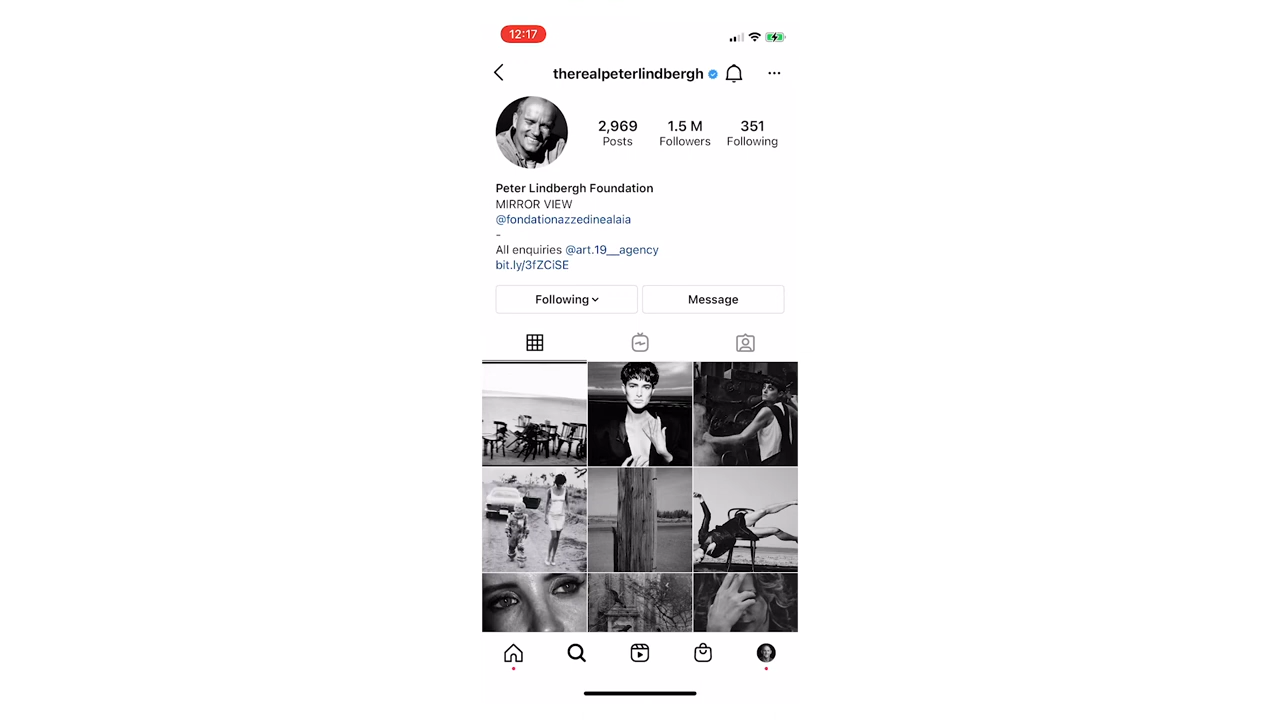 12:17
therealpeterlindbergh
2,969 1.5 M 351
Posts Followers Following
Peter Lindbergh Foundation
MIRROR VIEW
@fondationazzedinealaia
-
All enquiries @art.19__agency
bit.ly/3fZCiSE
Following Message